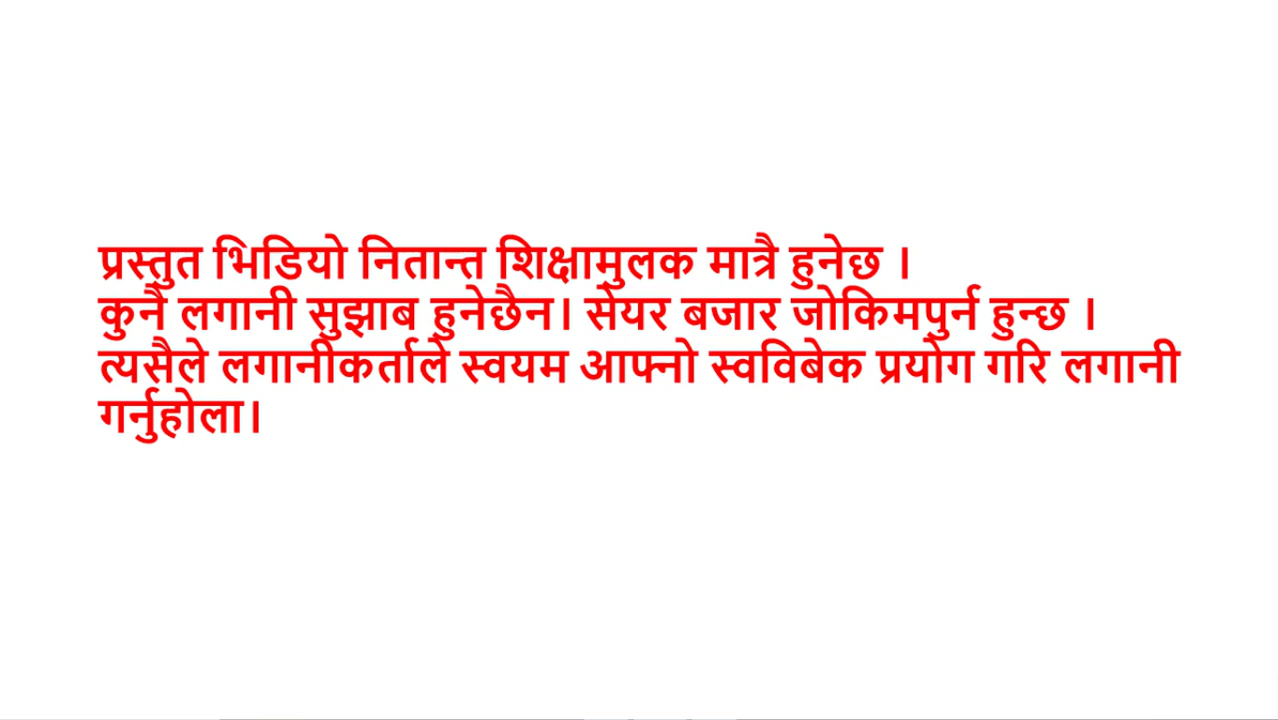 प्रस्तुत भिडियो नितान्त शिक्षामुलक मात्रै हुनेछ ।
कुनै लगानी सुझाब हुनेछैन। सेयर बजार जोकिमपुर्न हुन्छ ।
त्यसैले लगानीकर्ताले स्वयम आफ्नो स्वविबेक प्रयोग गरि लगानी
गर्नुहोला।